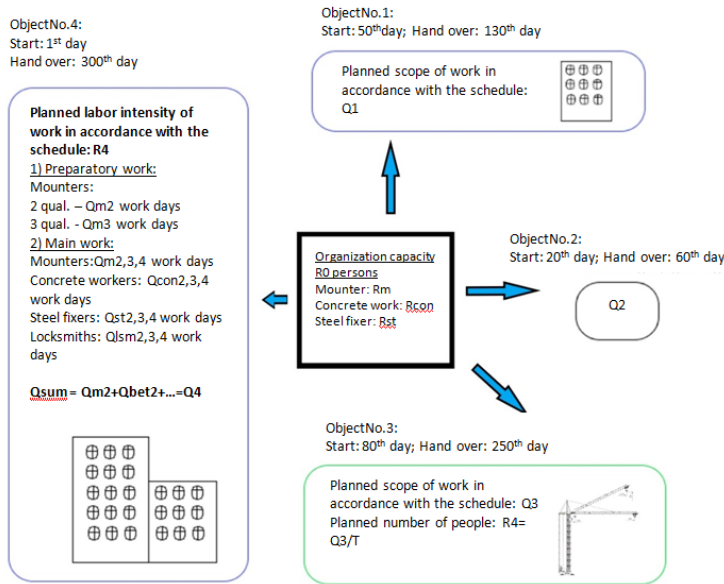 ObjectNo.4:
Start: 1st day
Hand over: 300th day
Planned labor intensity of
work in accordance with the
schedule: R4
1) Preparatory work:
Mounters:
2 qual. – Qm2 work days
3 qual. - Qm3 work days
2) Main work:
Mounters:Qm2,3,4 work days
Concrete workers: Qcon2,3,4
work days
Steel fixers: Qst2,3,4 work days
Locksmiths: Qlsm2,3,4 work
days
Qsum = Qm2+Qbet2+...=Q4
ObjectNo.1:
Start: 50thday; Hand over: 130th day
Planned scope of work in
accordance with the schedule:
Q1
Organization capacity
R0 persons
Mounter: Rm
Concrete work: Rcon
Steel fixer: Rst
ObjectNo.2:
Start: 20th day; Hand over: 60th day
Q2
ObjectNo.3:
Start: 80th day; Hand over: 250th day
Planned scope of work in
accordance with the schedule: Q3
Planned number of people: R4=
Q3/T